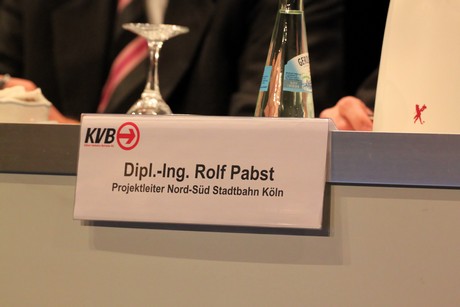 KVB
Dipl.-Ing. Rolf Pabst
Projektleiter Nord-Süd Stadtbahn Köln